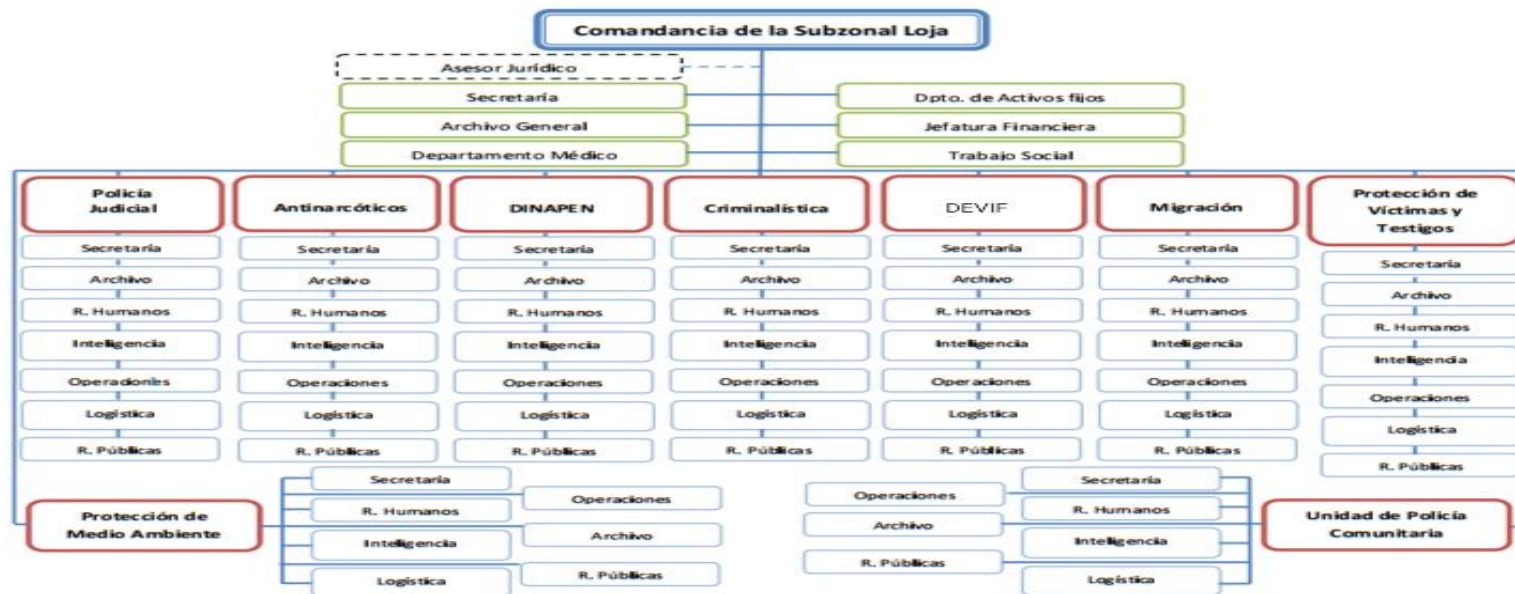 Comandancia de la Subzonal Loja
Asesor Jurídico
Secretaría
Dpto. de Activos fijos
Archivo General
Jefatura Financiera
Departamento Médico
Trabajo Social
Policía
Judicial
Antinarcóticos
DINAPEN
Criminalística
DEVIF
Migración
Protección de
Víctimas y
Testigos
Secretaría
Archivo
R. Humanos
Inteligencia
Operaciones
Logística
R. Públicas
Secretaría
Archivo
R. Humanos
Inteligencia
Operaciones
Logística
R. Públicas
Secretaría
Archivo
R. Humanos
Inteligencia
Operaciones
Logística
R. Públicas
Secretaría
Archivo
R. Humanos
Inteligencia
Operaciones
Logística
R. Públicas
Secretaría
Archivo
R. Humanos
Inteligencia
Operaciones
Logística
R. Públicas
Secretaría
Archivo
R. Humanos
Inteligencia
Operaciones
Logística
R. Públicas
Secretaría
Archivo
R. Humanos
Inteligencia
Operaciones
Logística
R. Públicas
Protección de
Medio Ambiente
Secretaría
Operaciones
R. Humanos
Archivo
Inteligencia
R. Públicas
Logística
Secretaría
Operaciones
R. Humanos
Archivo
Inteligencia
R. Públicas
Logística
Unidad de Policía
Comunitaria